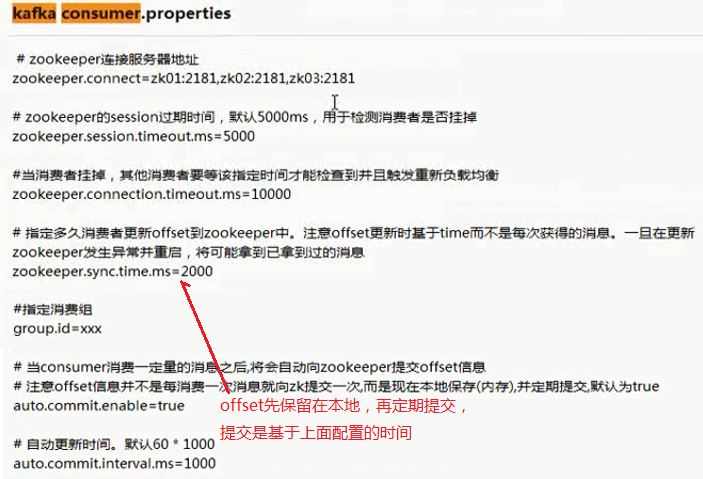 kafka consumer.properties
# zookeeper连接服务器地址
zookeeper.connect=zk01:2181,zk02:2181,zk03:2181
# zookeeper的session过期时间，默认5000ms，用于检测消费者是否挂掉
zookeeper.session.timeout.ms=5000
#当消费者挂掉，其他消费者要等该指定时间才能检查到并且触发重新负载均衡
zookeeper.connection.timeout.ms=10000
# 指定多久消费者更新offset到zookeeper中。注意offset更新时基于time而不是每次获得的消息。一旦在更新
zookeeper发生异常并重启，将可能拿到已拿到过的消息
zookeeper.sync.time.ms=2000
#指定消费组
group.id=xxx
# 当consumer消费一定量的消息之后,将会自动向zookeeper提交offset信息
# 注意offset信息并不是每消费一次消息就向zk提交一次,而是现在本地保存(内存),并定期提交,默认为true
auto.commit.enable=true
offset先保留在本地，再定期提交，
提交是基于上面配置的时间
# 自动更新时间。默认60 * 1000
auto.commit.interval.ms=1000